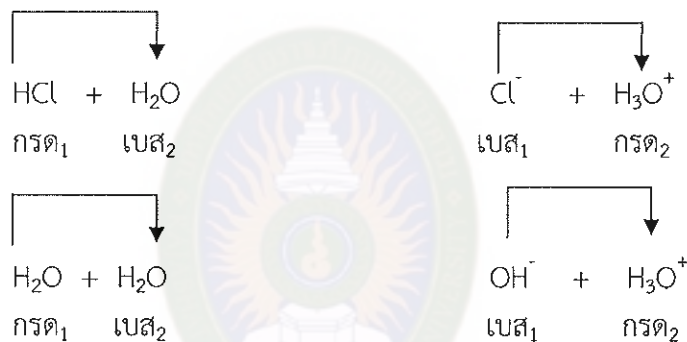 HCl + H₂O Cl⁻ + H₃O⁺
กรด₁ เบส₂ เบส₁ กรด₂
H₂O + H₂O OH⁻ + H₃O⁺
กรด₁ เบส₂ เบส₁ กรด₂